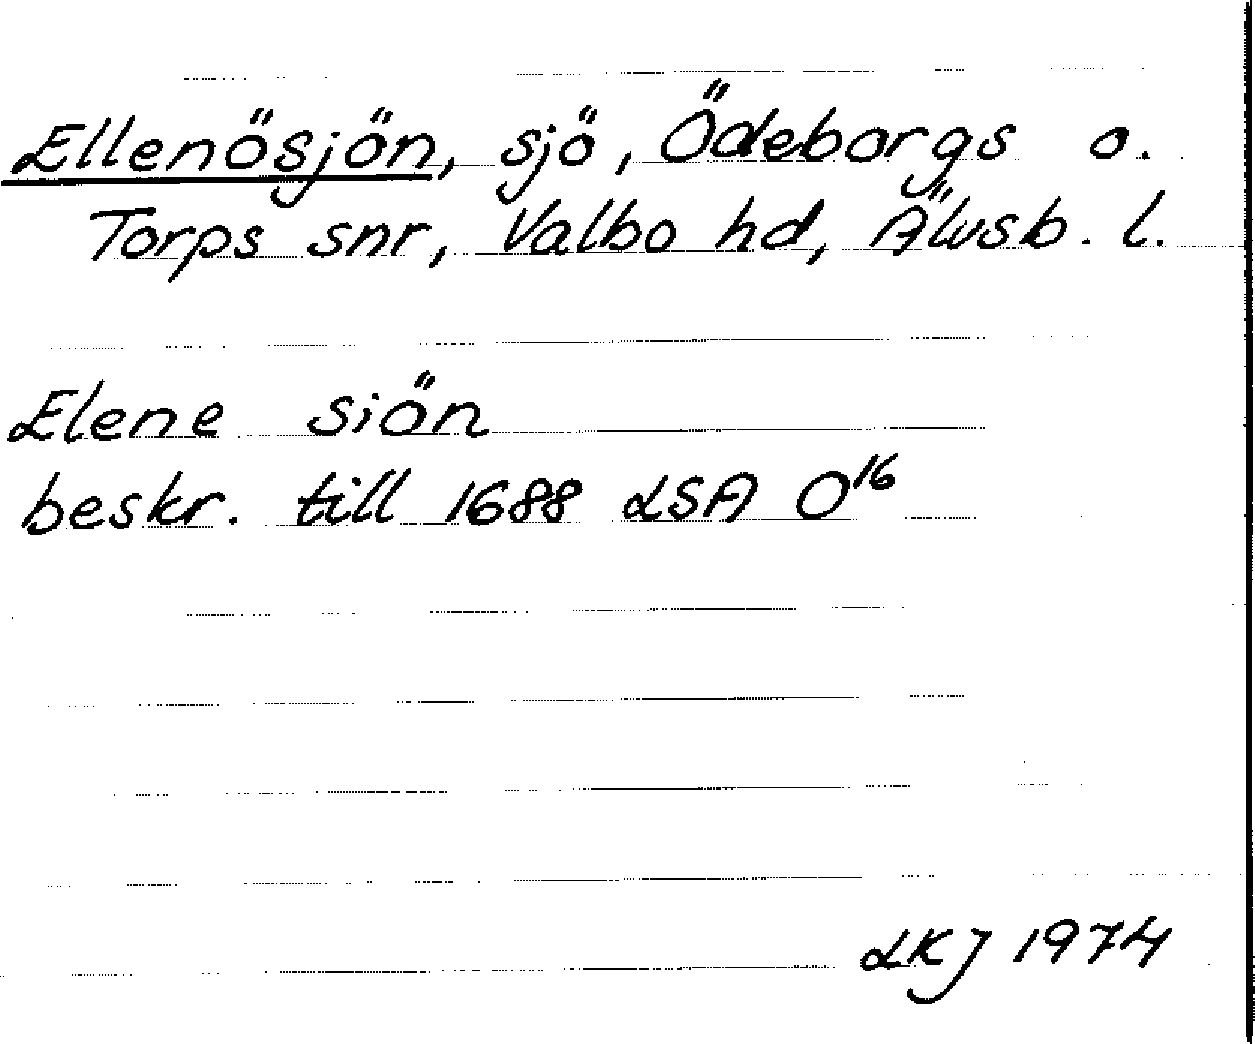 Ellenösjön, sjö, Ödeborgs o.
Torps snr, Valbo hd, Älvsb. l.
Elene siön
beskr. till 1688 LSA O16
LKJ 1974